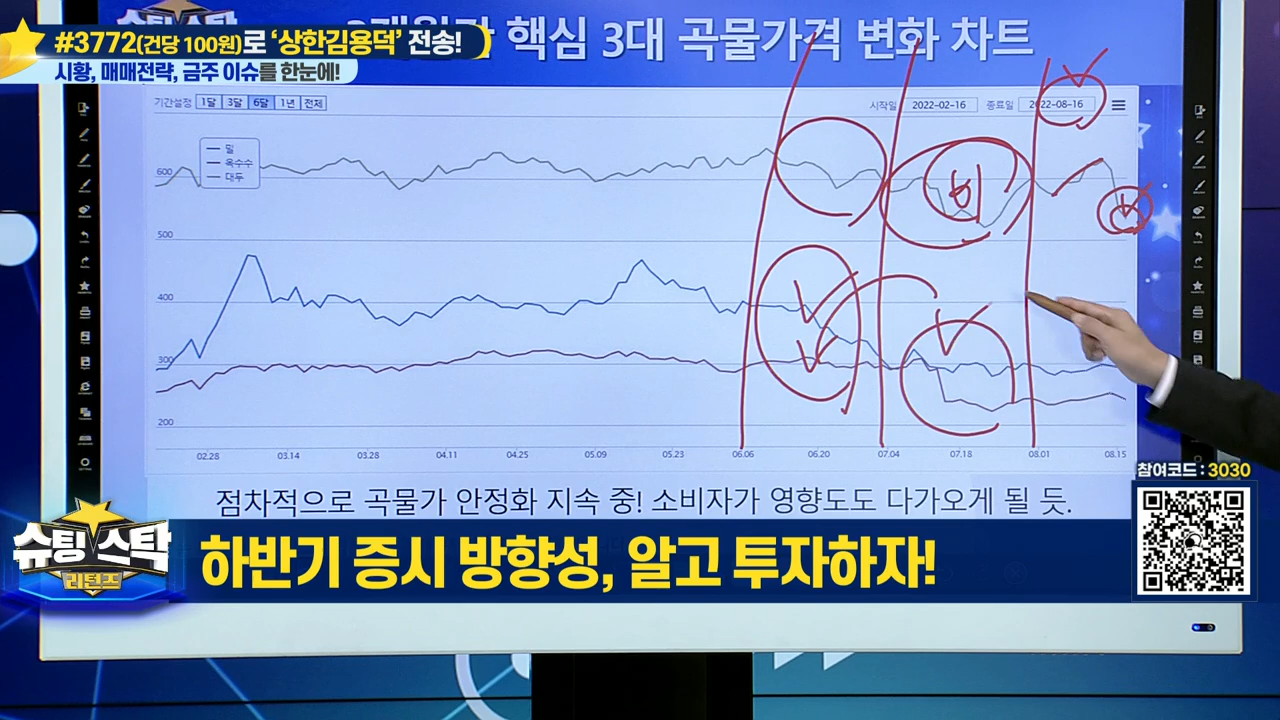 #3772(건당 100원)로 '상한김용덕' 전송!
시황, 매매전략, 금주 이슈를 한눈에!
핵심 3대 곡물가격 변화 차트
기간설정 1달 3달 6달 1년 전체
시작일 2022-02-16 종료일 2022-08-16
밀
옥수수
대두
600
500
400
300
200
02.28 03.14 03.28 04.11 04.25 05.09 05.23 06.06 06.20 07.04 07.18 08.01 08.15
점차적으로 곡물가 안정화 지속 중! 소비자가 영향도도 다가오게 될 듯.
참여코드 : 3030
슈팅스탁
리턴즈
하반기 증시 방향성, 알고 투자하자!